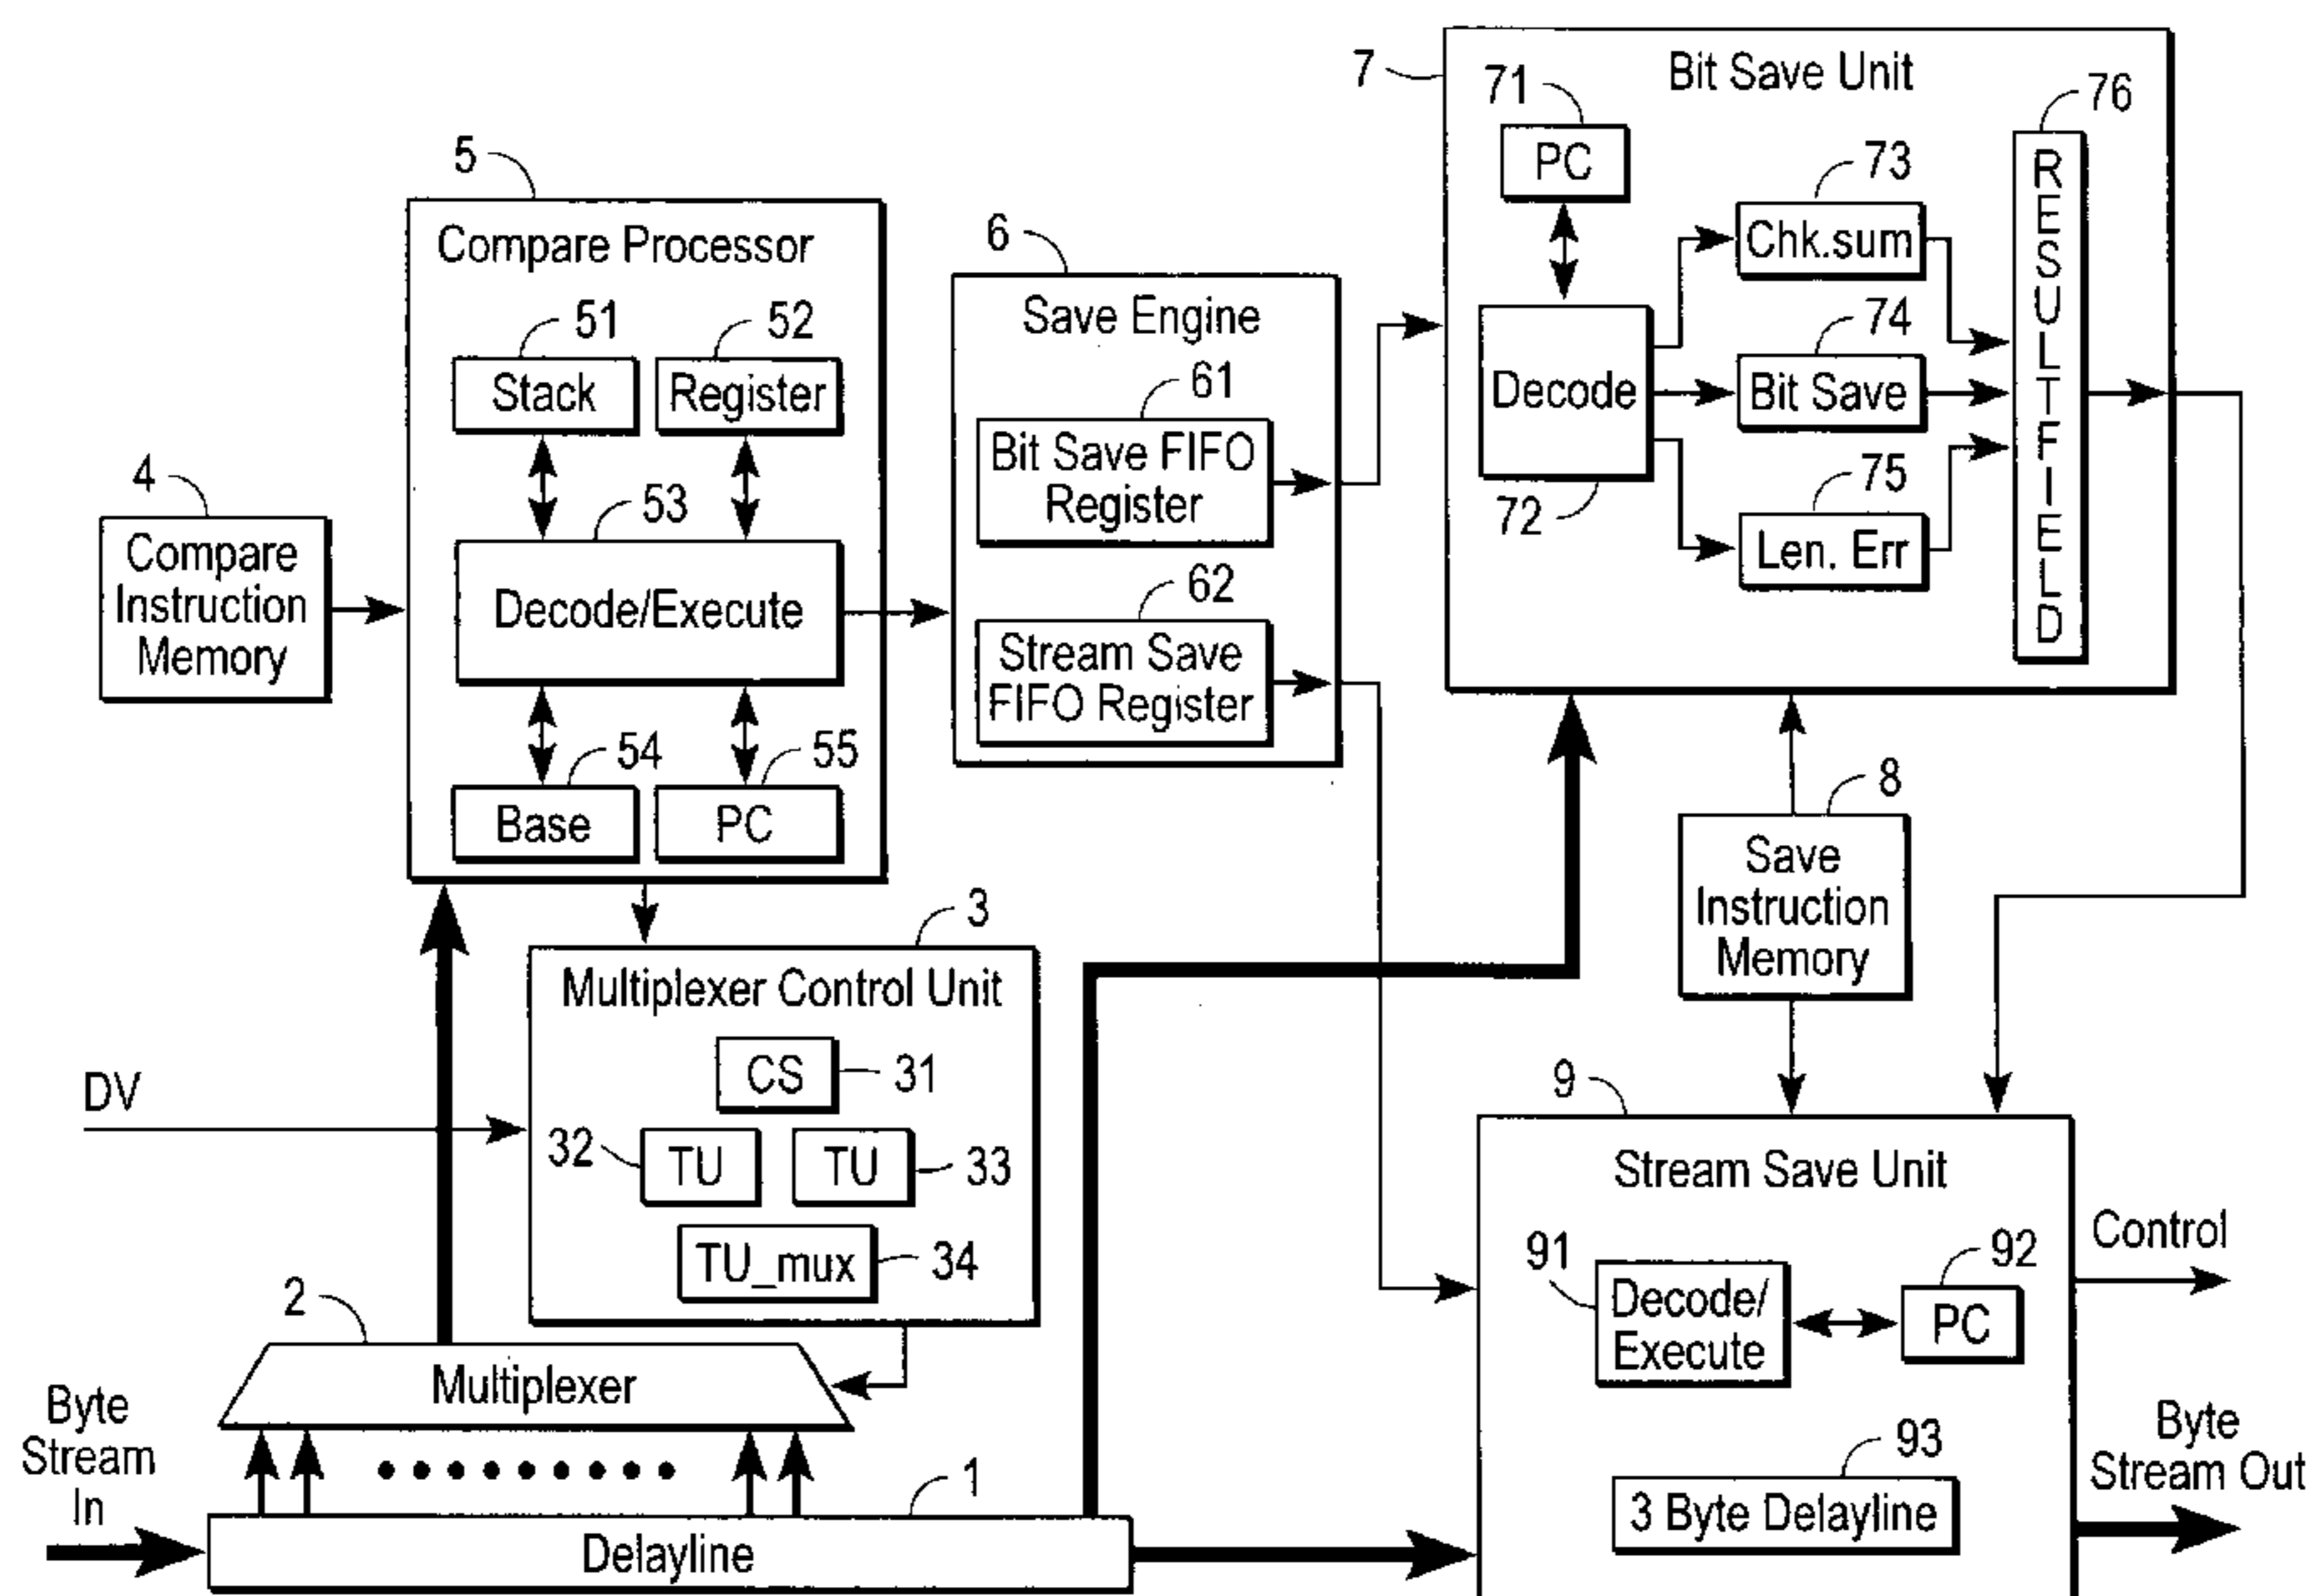 7
Bit Save Unit
71
PC
76
RESULTFIELD
73
Chk.sum
74
Bit Save
Decode
72
75
Len. Err
5
Compare Processor
51
Stack
52
Register
53
Decode/Execute
54
Base
55
PC
6
Save Engine
61
Bit Save FIFO
Register
62
Stream Save
FIFO Register
4
Compare
Instruction
Memory
8
Save
Instruction
Memory
3
Multiplexer Control Unit
CS
31
32
TU
TU
33
TU_mux
34
DV
2
Multiplexer
Byte
Stream
In
1
Delayline
9
Stream Save Unit
91
Decode/
Execute
92
PC
93
3 Byte Delayline
Control
Byte
Stream Out